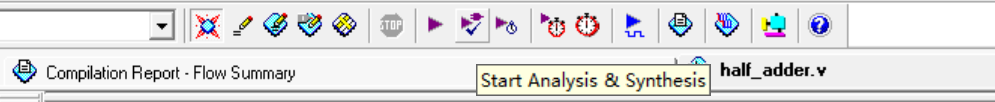 STOP
Compilation Report - Flow Summary
Start Analysis & Synthesis
half_adder.v